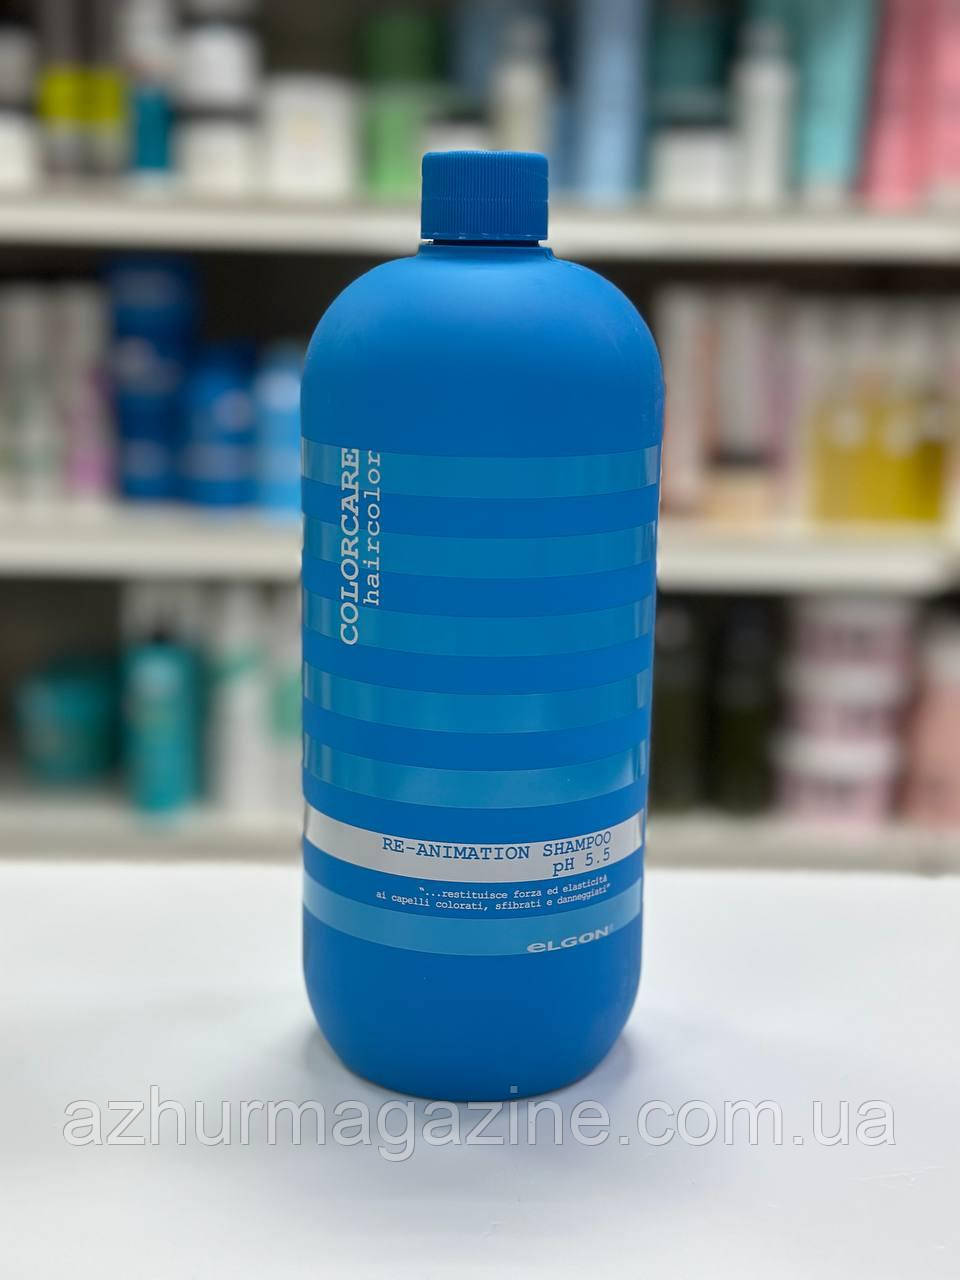 COLORCARE
haircolor
RE-ANIMATION SHAMPOO
pH 5.5
"...restituisce forza ed elasticità
ai capelli colorati, sfibrati e danneggiati"
eLGON
azhurmagazine.com.ua